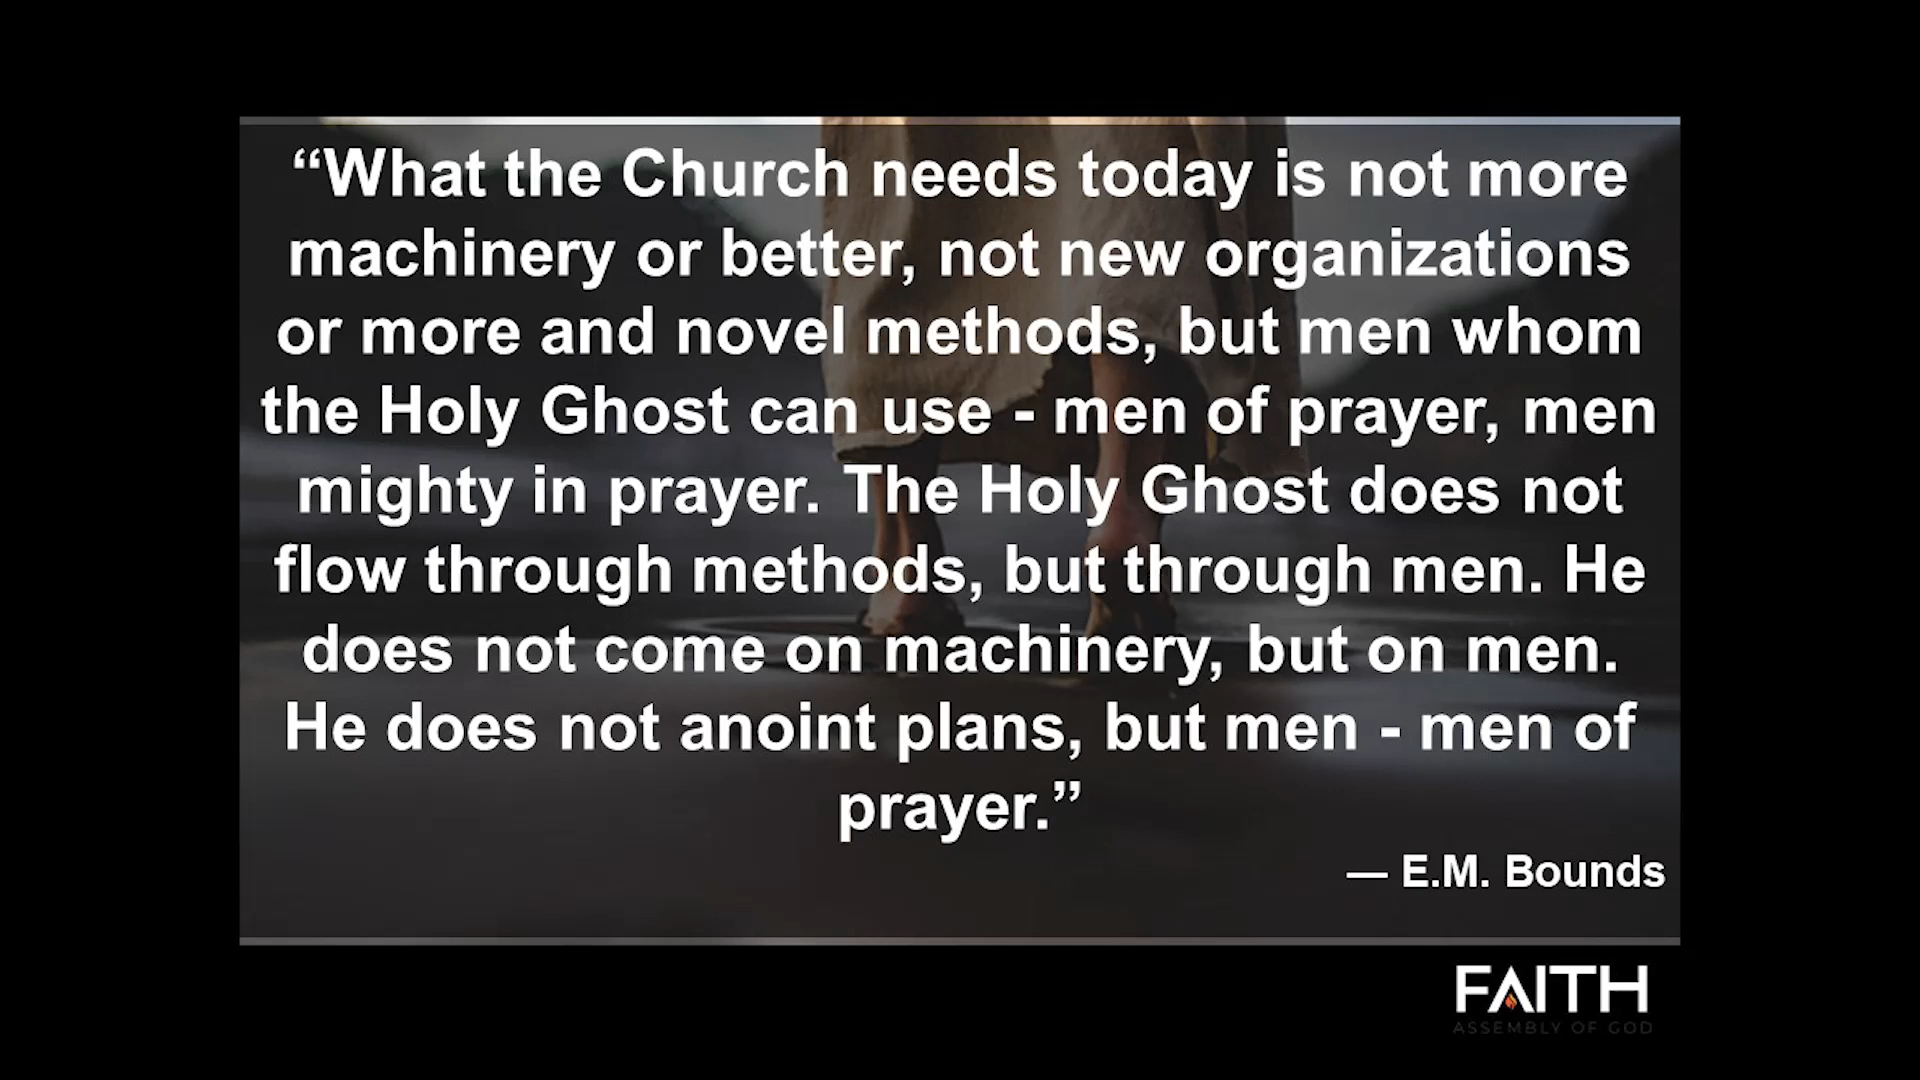 “What the Church needs today is not more
machinery or better, not new organizations
or more and novel methods, but men whom
the Holy Ghost can use - men of prayer, men
mighty in prayer. The Holy Ghost does not
flow through methods, but through men. He
does not come on machinery, but on men.
He does not anoint plans, but men - men of
prayer.”
— E.M. Bounds
FAITH
ASSEMBLY OF GOD